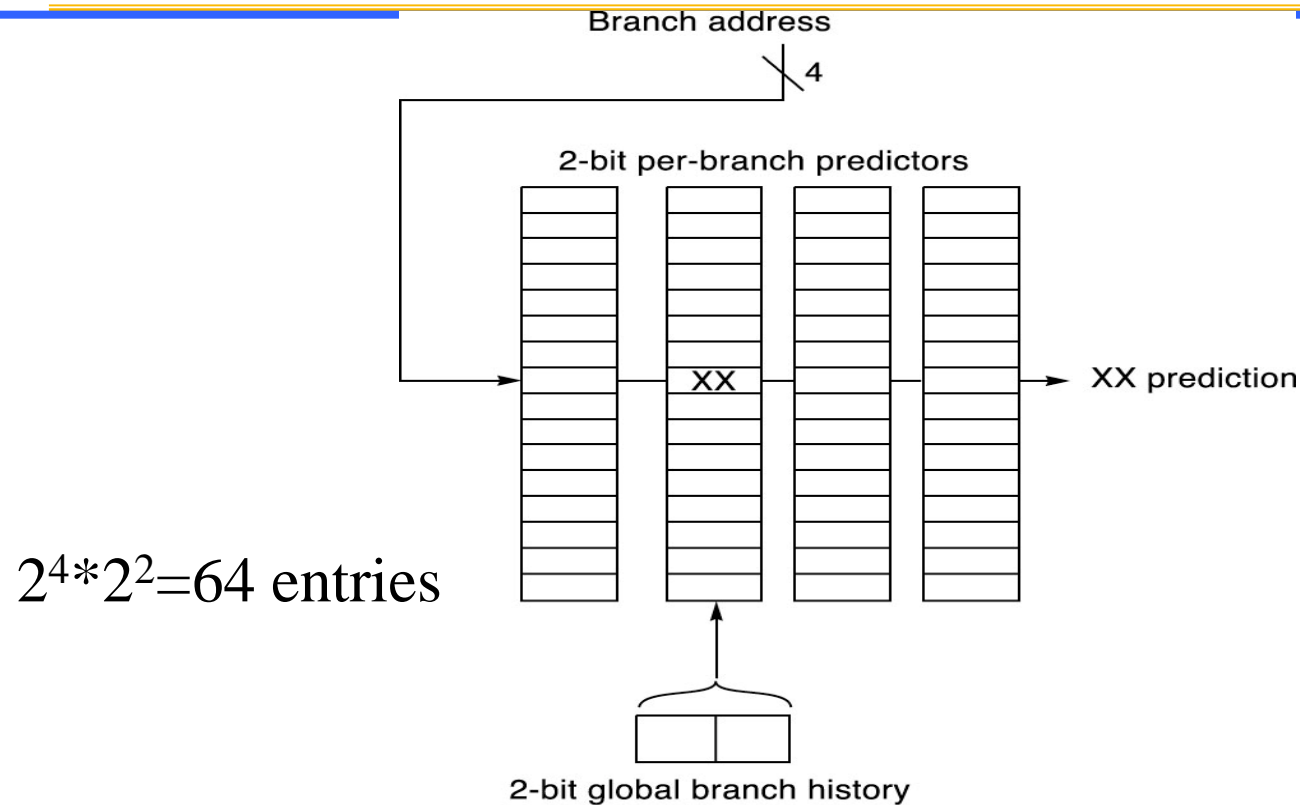 Branch address
4
2-bit per-branch predictors
XX
XX prediction
2⁴*2²=64 entries
2-bit global branch history